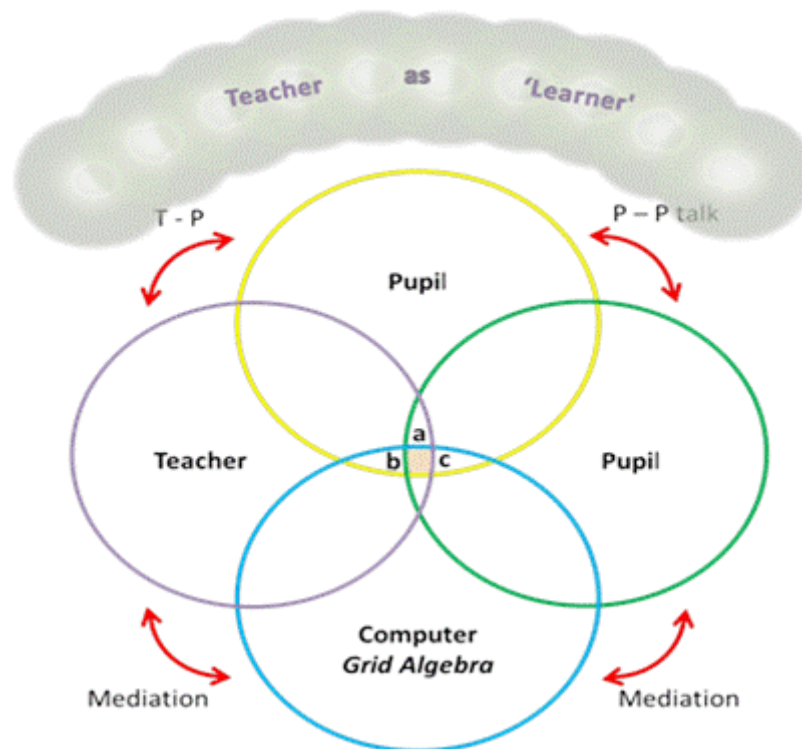 Teacher as 'Learner'
T - P
P – P talk
Pupil
a
b c
Teacher
Pupil
Computer
Grid Algebra
Mediation
Mediation